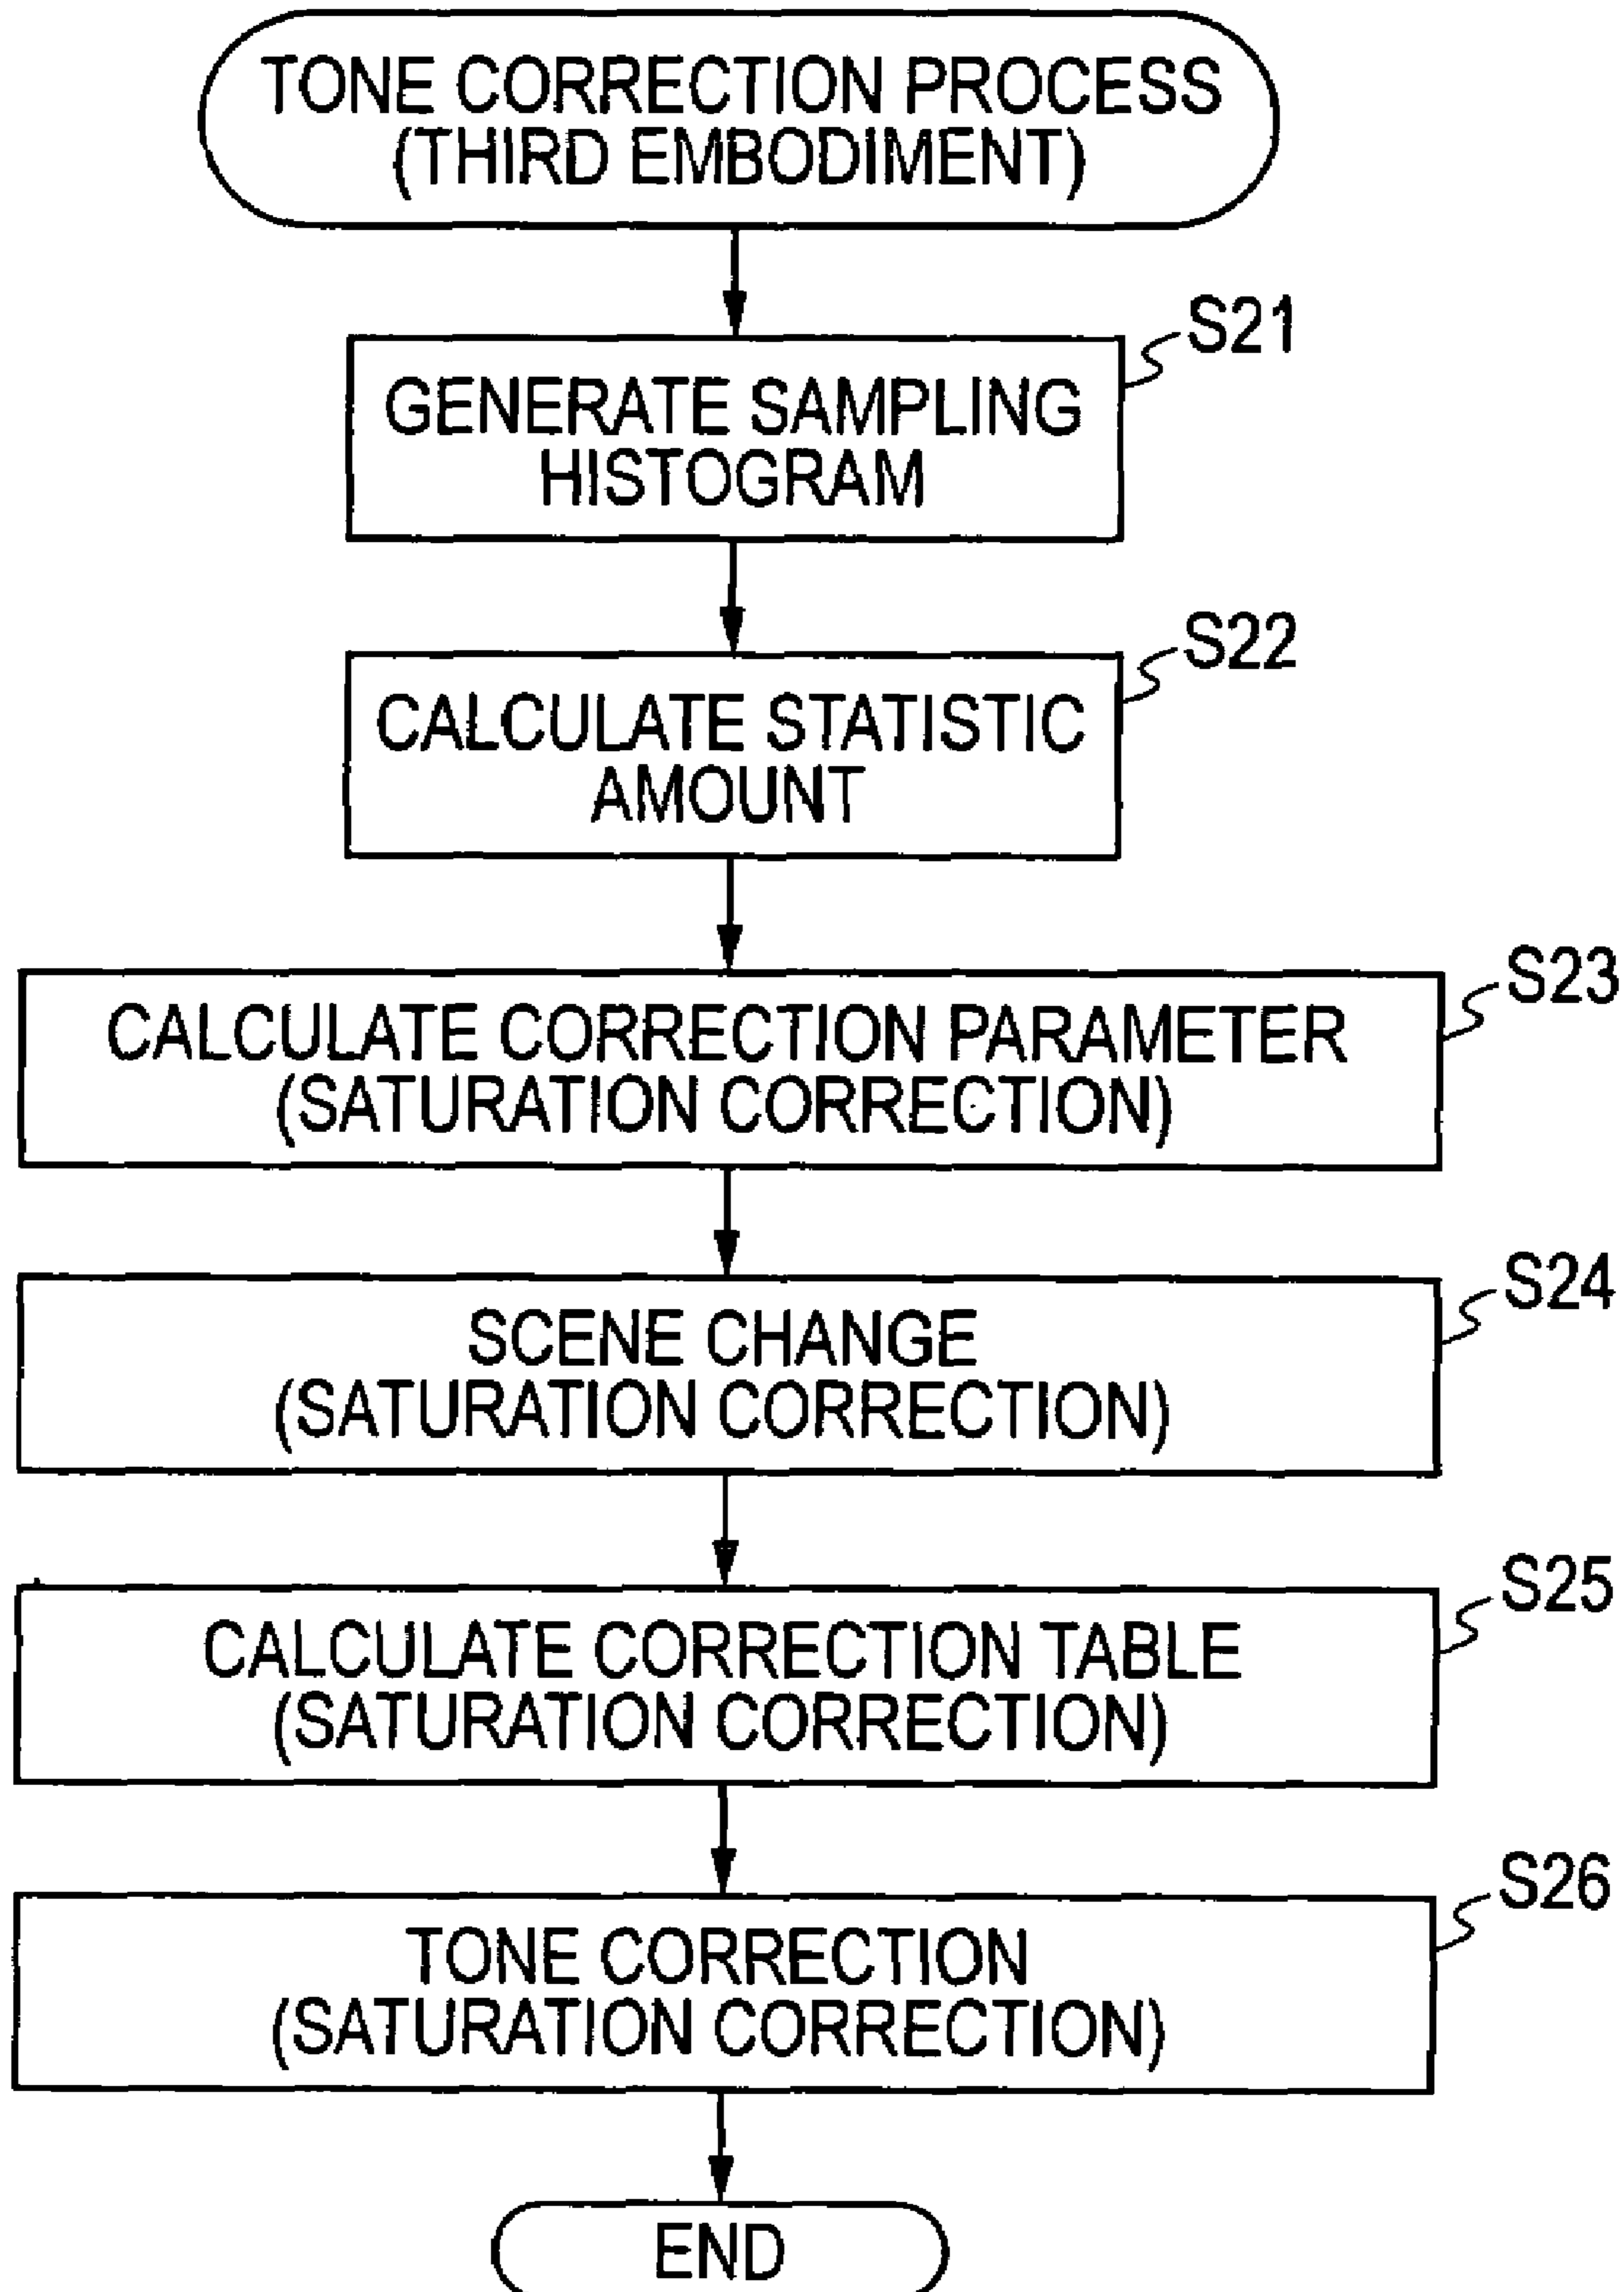 TONE CORRECTION PROCESS
(THIRD EMBODIMENT)
S21
GENERATE SAMPLING
HISTOGRAM
S22
CALCULATE STATISTIC
AMOUNT
S23
CALCULATE CORRECTION PARAMETER
(SATURATION CORRECTION)
S24
SCENE CHANGE
(SATURATION CORRECTION)
S25
CALCULATE CORRECTION TABLE
(SATURATION CORRECTION)
S26
TONE CORRECTION
(SATURATION CORRECTION)
END